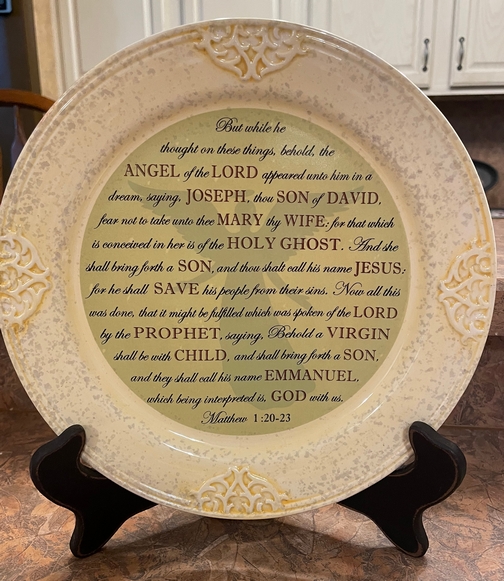 But while he
thought on these things, behold, the
ANGEL of the LORD appeared unto him in a
dream, saying, JOSEPH, thou SON of DAVID,
fear not to take unto thee MARY thy WIFE: for that which
is conceived in her is of the HOLY GHOST. And she
shall bring forth a SON, and thou shalt call his name JESUS:
for he shall SAVE his people from their sins. Now all this
was done, that it might be fulfilled which was spoken of the LORD
by the PROPHET, saying, Behold a VIRGIN
shall be with CHILD, and shall bring forth a SON,
and they shall call his name EMMANUEL,
which being interpreted is, GOD with us.
Matthew 1:20-23